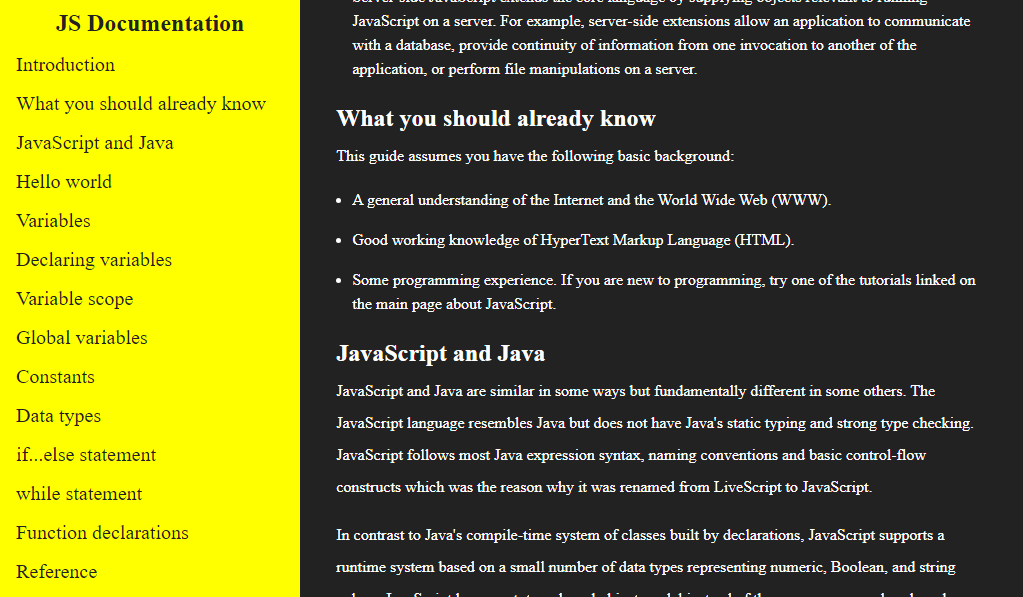 JS Documentation
Introduction
What you should already know
JavaScript and Java
Hello world
Variables
Declaring variables
Variable scope
Global variables
Constants
Data types
if...else statement
while statement
Function declarations
Reference
JavaScript on a server. For example, server-side extensions allow an application to communicate
with a database, provide continuity of information from one invocation to another of the
application, or perform file manipulations on a server.
What you should already know
This guide assumes you have the following basic background:
• A general understanding of the Internet and the World Wide Web (WWW).
• Good working knowledge of HyperText Markup Language (HTML).
• Some programming experience. If you are new to programming, try one of the tutorials linked on
the main page about JavaScript.
JavaScript and Java
JavaScript and Java are similar in some ways but fundamentally different in some others. The
JavaScript language resembles Java but does not have Java's static typing and strong type checking.
JavaScript follows most Java expression syntax, naming conventions and basic control-flow
constructs which was the reason why it was renamed from LiveScript to JavaScript.
In contrast to Java's compile-time system of classes built by declarations, JavaScript supports a
runtime system based on a small number of data types representing numeric, Boolean, and string